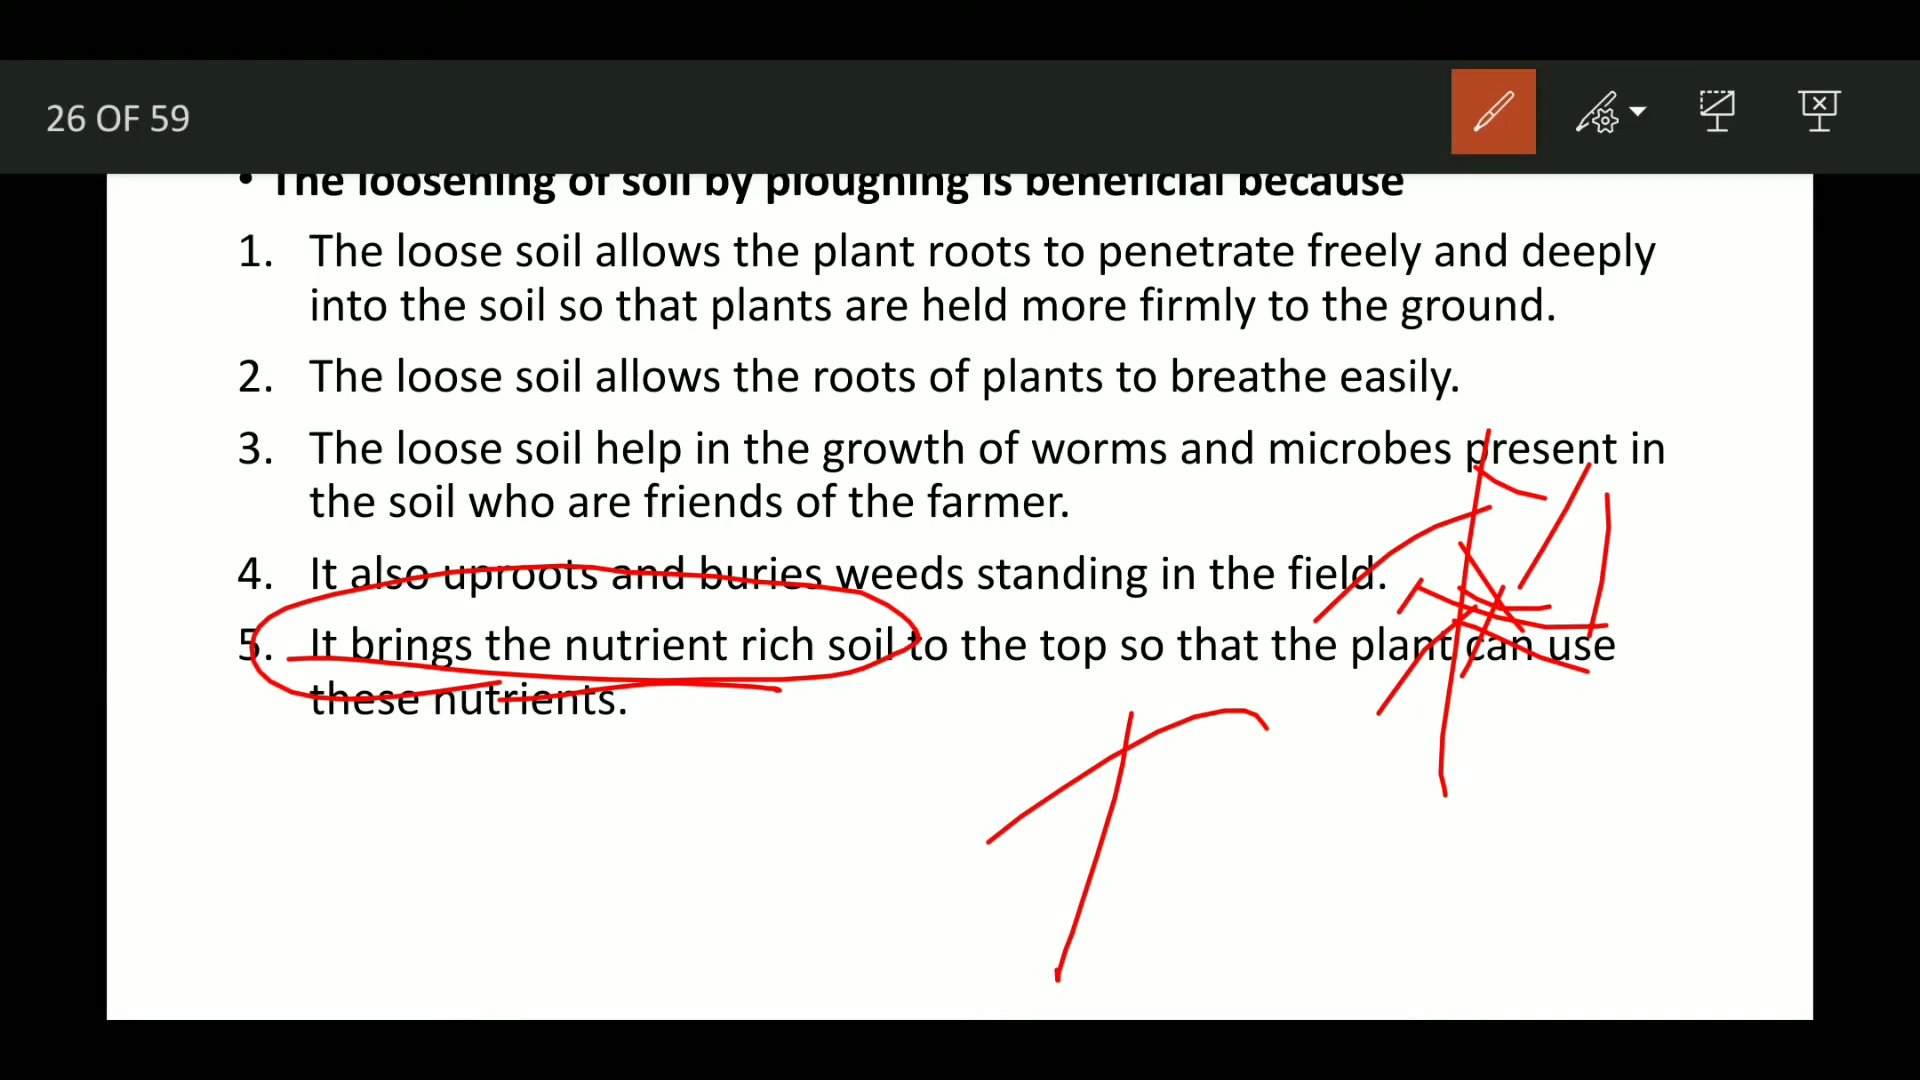 26 OF 59
• The loosening of soil by ploughing is beneficial because
1. The loose soil allows the plant roots to penetrate freely and deeply
into the soil so that plants are held more firmly to the ground.
2. The loose soil allows the roots of plants to breathe easily.
3. The loose soil help in the growth of worms and microbes present in
the soil who are friends of the farmer.
4. It also uproots and buries weeds standing in the field.
5. It brings the nutrient rich soil to the top so that the plant can use
these nutrients.